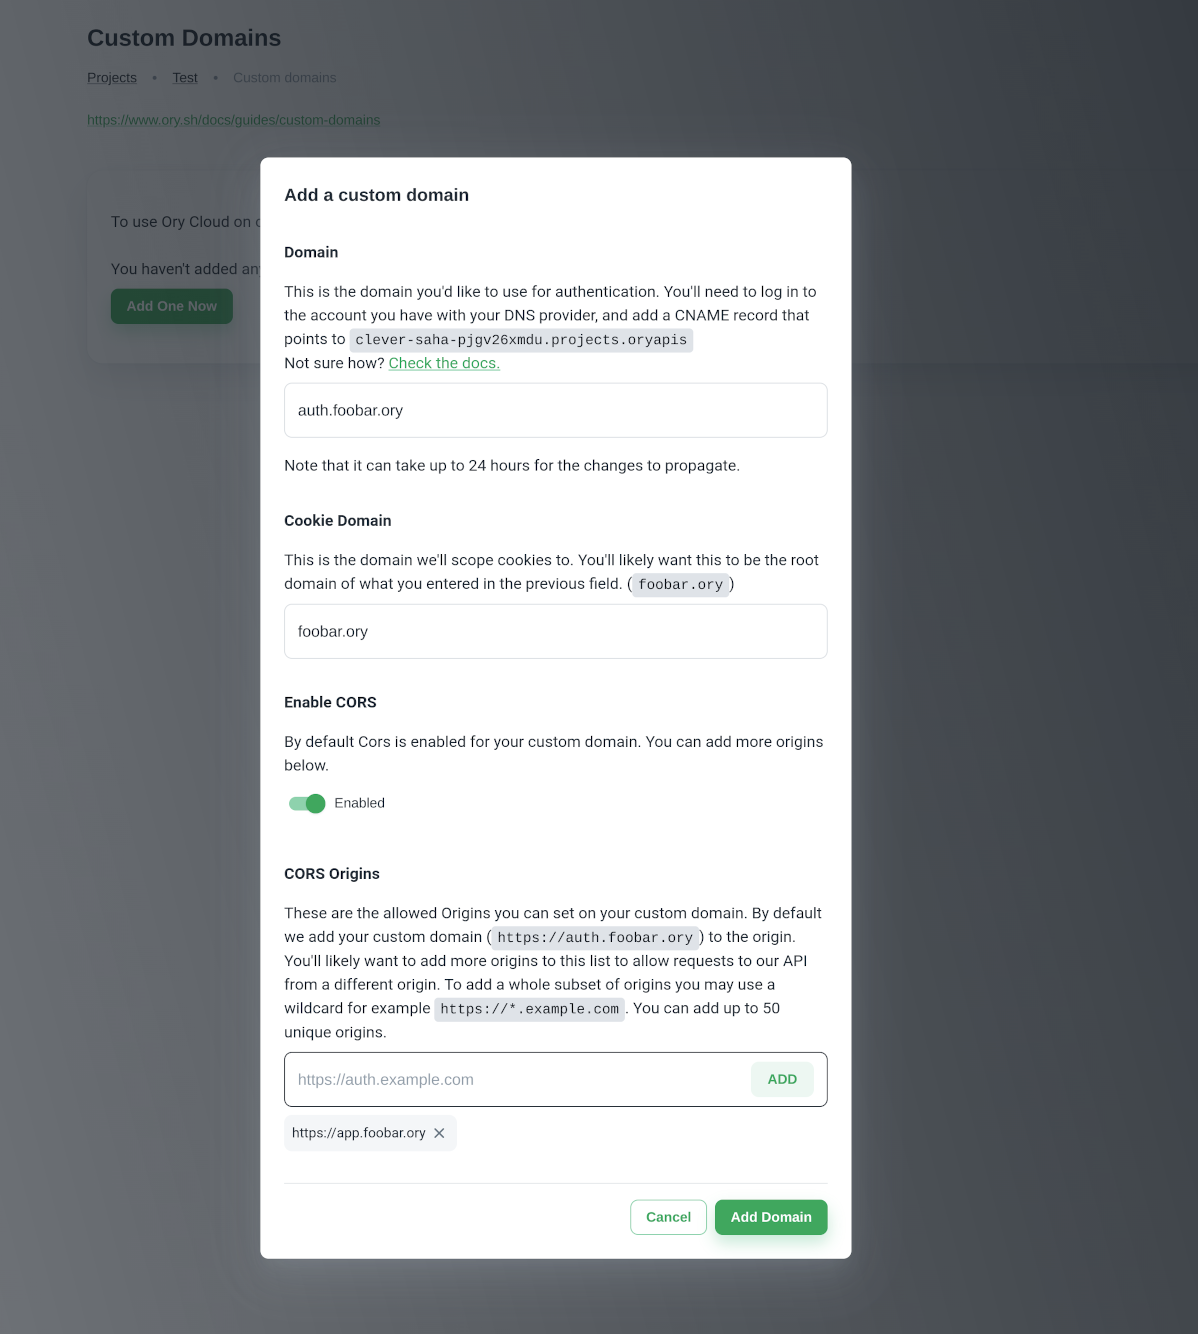 Custom Domains
Projects • Test • Custom domains
https://www.ory.sh/docs/guides/custom-domains
To use Ory Cloud on
You haven't added
Add One Now
Add a custom domain
Domain
This is the domain you'd like to use for authentication. You'll need to log in to
the account you have with your DNS provider, and add a CNAME record that
points to clever-saha-pjgv26xmdu.projects.oryapis
Not sure how? Check the docs.
auth.foobar.ory
Note that it can take up to 24 hours for the changes to propagate.
Cookie Domain
This is the domain we'll scope cookies to. You'll likely want this to be the root
domain of what you entered in the previous field. ( foobar.ory )
foobar.ory
Enable CORS
By default Cors is enabled for your custom domain. You can add more origins
below.
Enabled
CORS Origins
These are the allowed Origins you can set on your custom domain. By default
we add your custom domain ( https://auth.foobar.ory ) to the origin.
You'll likely want to add more origins to this list to allow requests to our API
from a different origin. To add a whole subset of origins you may use a
wildcard for example https://*.example.com . You can add up to 50
unique origins.
https://auth.example.com
ADD
https://app.foobar.ory
Cancel
Add Domain